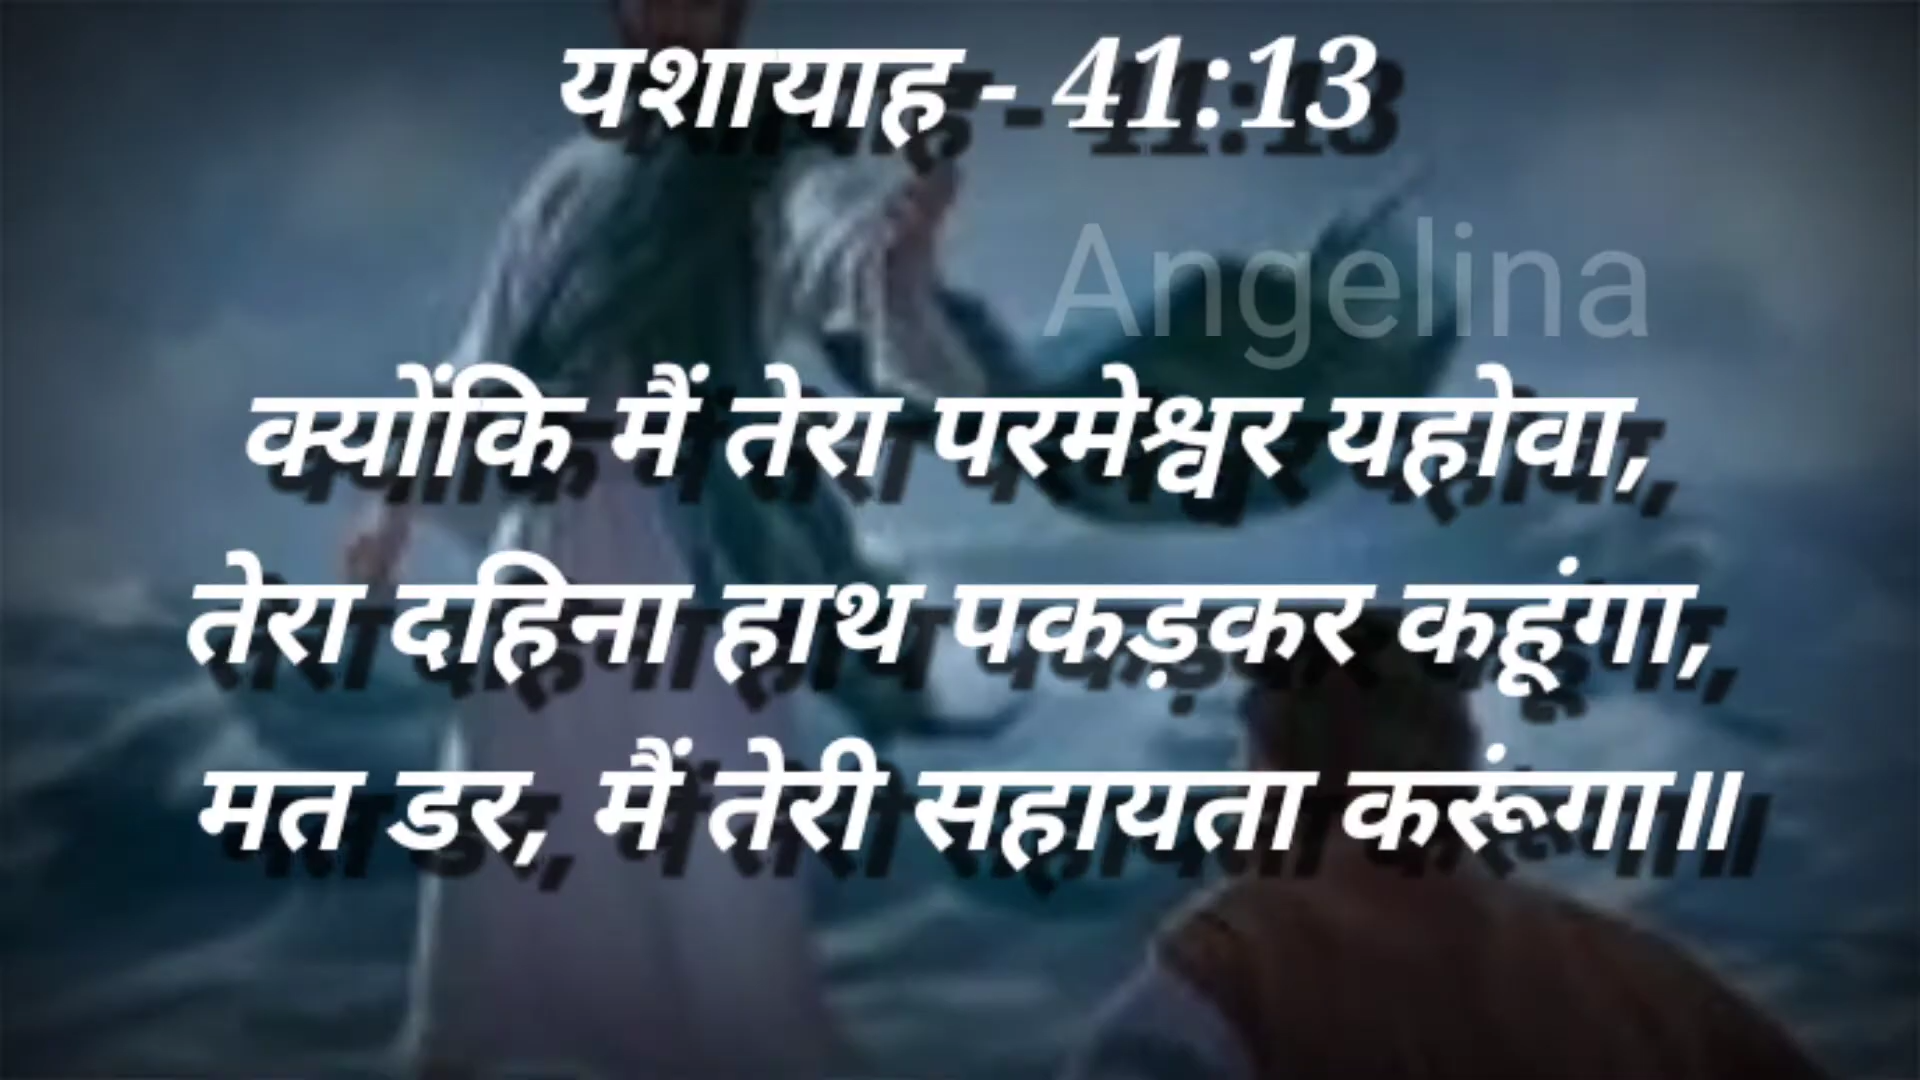 यशायाह - 41:13
Angelina
क्योंकि मैं तेरा परमेश्वर यहोवा,
तेरा दहिना हाथ पकड़कर कहूंगा,
मत डर, मैं तेरी सहायता करूंगा॥